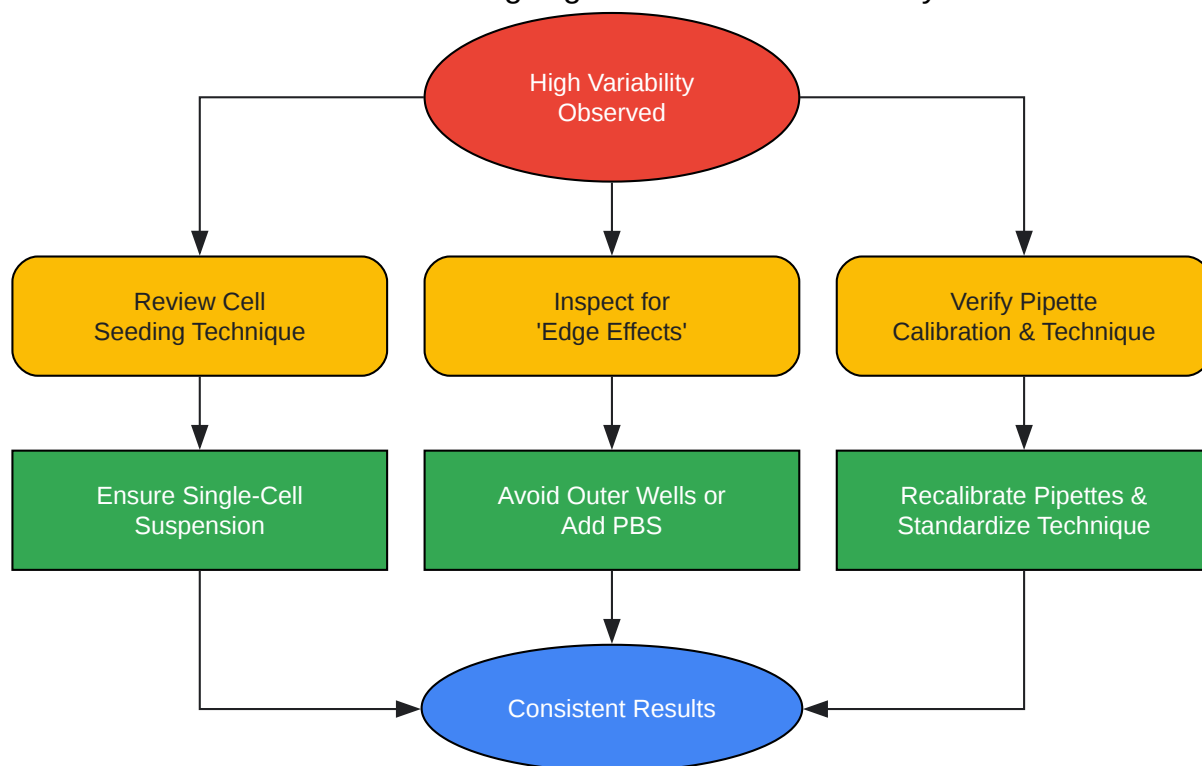 High Variability
Observed
Review Cell
Seeding Technique
Inspect for
'Edge Effects'
Verify Pipette
Calibration & Technique
Ensure Single-Cell
Suspension
Avoid Outer Wells or
Add PBS
Recalibrate Pipettes &
Standardize Technique
Consistent Results